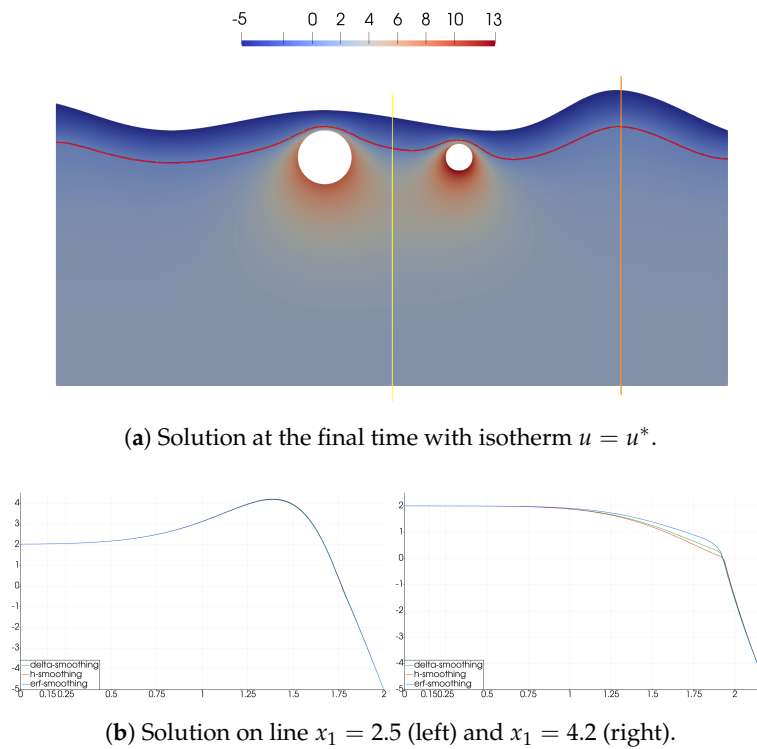 -5 0 2 4 6 8 10 13
(a) Solution at the final time with isotherm u = u*.
4
3
2
1
0
-1
-2
-3
-4
-5
delta-smoothing
h-smoothing
erf-smoothing
0 0.15 0.25 0.5 0.75 1 1.25 1.5 1.75 2
2
1
0
-1
-2
-3
-4
-5
delta-smoothing
h-smoothing
erf-smoothing
0 0.15 0.25 0.5 0.75 1 1.25 1.5 1.75 2
(b) Solution on line x₁ = 2.5 (left) and x₁ = 4.2 (right).